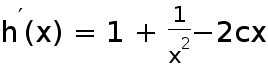 h′(x) = 1 + 1/x² − 2cx